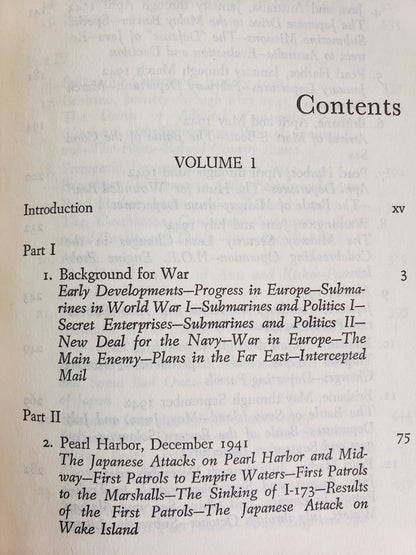 Contents
VOLUME 1
Introduction xv
Part I
1. Background for War 3
Early Developments—Progress in Europe—Subma-
rines in World War I—Submarines and Politics I—
Secret Enterprises—Submarines and Politics II—
New Deal for the Navy—War in Europe—The
Main Enemy—Plans in the Far East—Intercepted
Mail
Part II
2. Pearl Harbor, December 1941 75
The Japanese Attacks on Pearl Harbor and Mid-
way—First Patrols to Empire Waters—First Patrols
to the Marshalls—The Sinking of I-173—Results
of the First Patrols—The Japanese Attack on
Wake Island